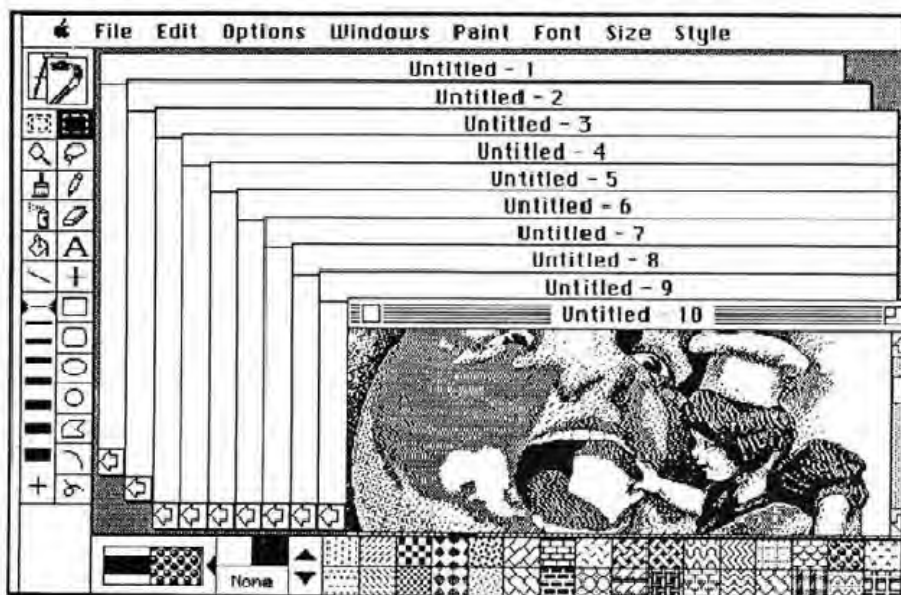 File Edit Options Windows Paint Font Size Style
Untitled - 1
Untitled - 2
Untitled - 3
Untitled - 4
Untitled - 5
Untitled - 6
Untitled - 7
Untitled - 8
Untitled - 9
Untitled - 10
A
None